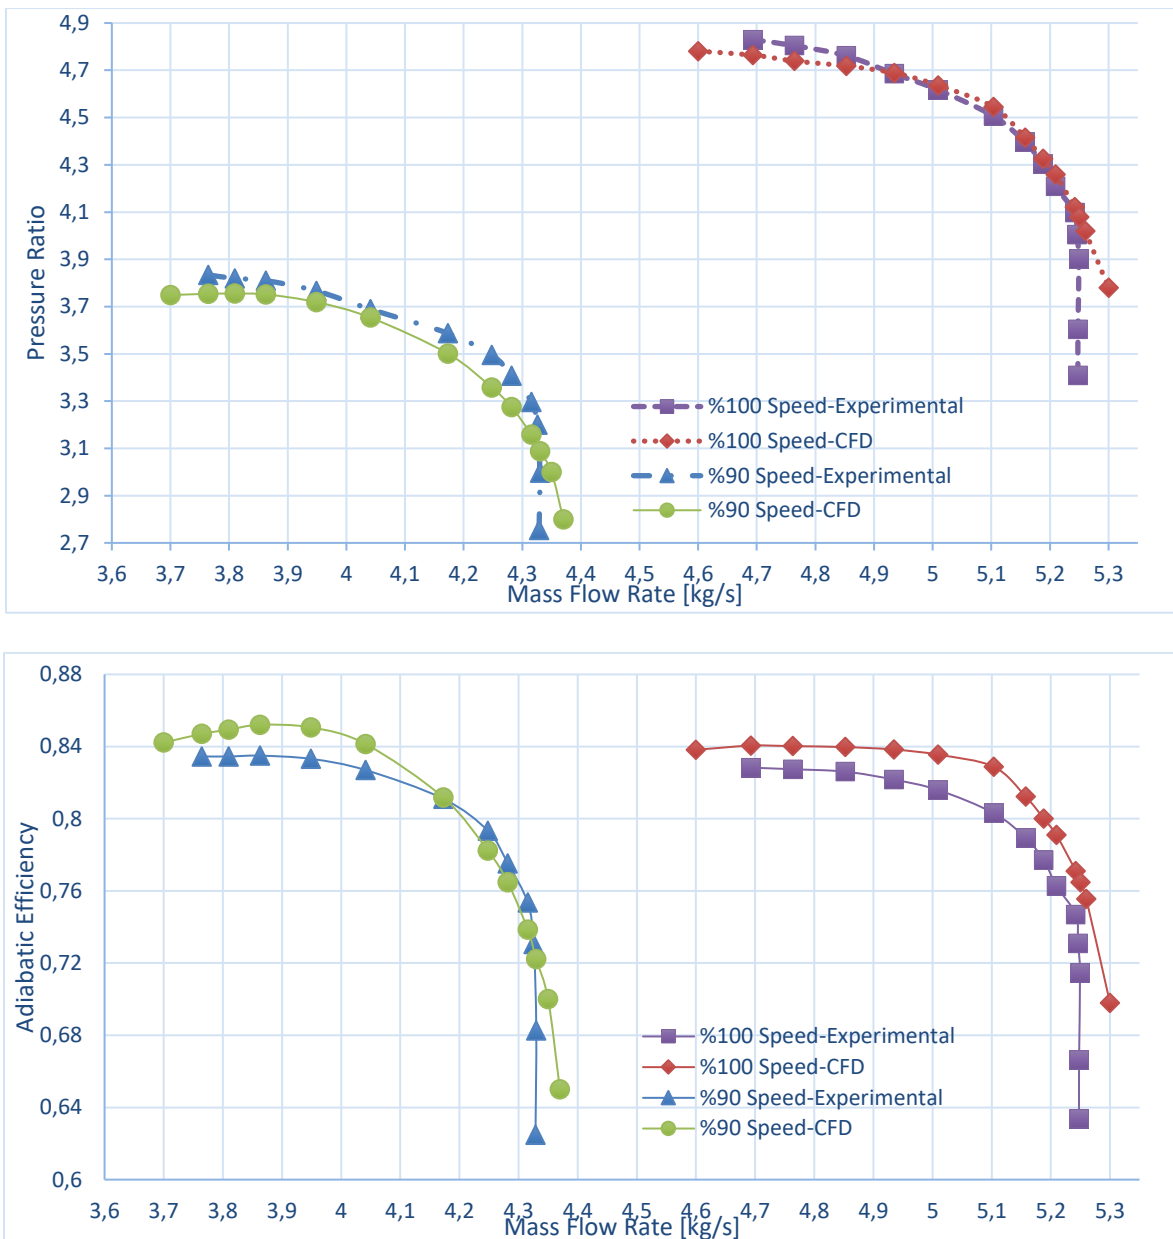 4,9
4,7
4,5
4,3
4,1
3,9
3,7
3,5
3,3
3,1
2,9
2,7
Pressure Ratio
%100 Speed-Experimental
%100 Speed-CFD
%90 Speed-Experimental
%90 Speed-CFD
3,6 3,7 3,8 3,9 4 4,1 4,2 4,3 4,4 4,5 4,6 4,7 4,8 4,9 5 5,1 5,2 5,3
Mass Flow Rate [kg/s]
0,88
0,84
0,8
0,76
0,72
0,68
0,64
0,6
Adiabatic Efficiency
%100 Speed-Experimental
%100 Speed-CFD
%90 Speed-Experimental
%90 Speed-CFD
3,6 3,7 3,8 3,9 4 4,1 4,2 4,3 4,4 4,5 4,6 4,7 4,8 4,9 5 5,1 5,2 5,3
Mass Flow Rate [kg/s]